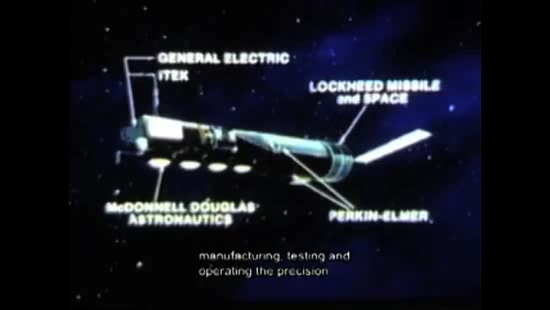 GENERAL ELECTRIC
ITEK
LOCKHEED MISSILE
and SPACE
McDONNELL DOUGLAS
ASTRONAUTICS
PERKIN-ELMER
manufacturing, testing and
operating the precision